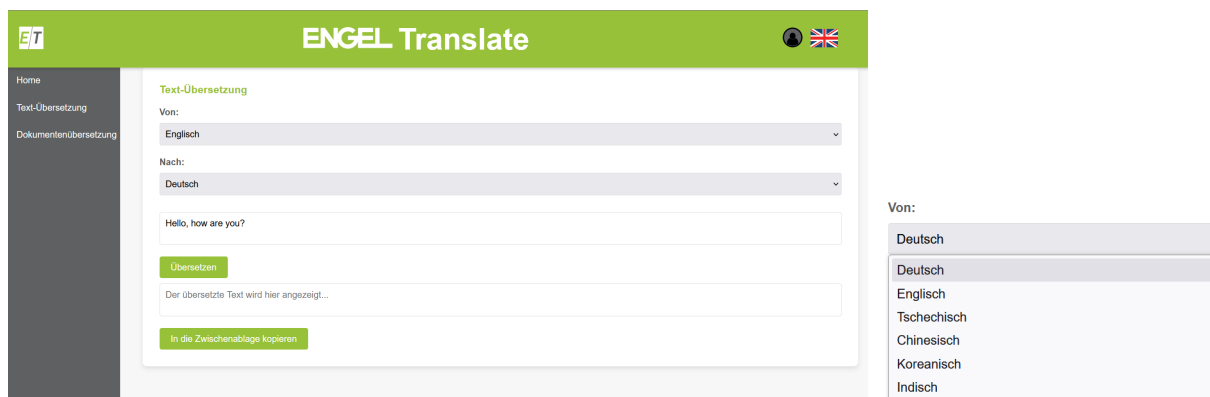 E/T
ENGEL Translate
Home
Text-Übersetzung
Dokumentenübersetzung
Text-Übersetzung
Von:
Englisch
Nach:
Deutsch
Hello, how are you?
Übersetzen
Der übersetzte Text wird hier angezeigt...
In die Zwischenablage kopieren
Von:
Deutsch
Deutsch
Englisch
Tschechisch
Chinesisch
Koreanisch
Indisch